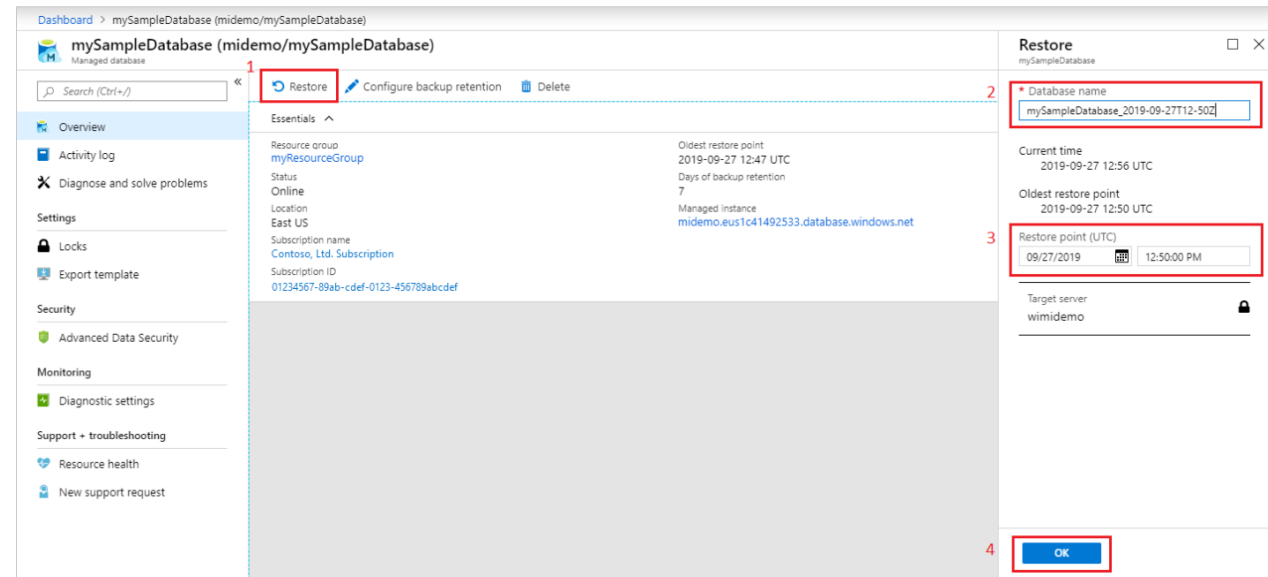 Dashboard > mySampleDatabase (midemo/mySampleDatabase)
mySampleDatabase (midemo/mySampleDatabase)
Managed database
Search (Ctrl+/)
«
Overview
Activity log
Diagnose and solve problems
Settings
Locks
Export template
Security
Advanced Data Security
Monitoring
Diagnostic settings
Support + troubleshooting
Resource health
New support request
1
Restore Configure backup retention Delete
Essentials
Resource group
myResourceGroup
Status
Online
Location
East US
Subscription name
Contoso, Ltd. Subscription
Subscription ID
01234567-89ab-cdef-0123-456789abcdef
Oldest restore point
2019-09-27 12:47 UTC
Days of backup retention
7
Managed instance
midemo.eus1c41492533.database.windows.net
Restore
mySampleDatabase
2
* Database name
mySampleDatabase_2019-09-27T12-50Z
Current time
2019-09-27 12:56 UTC
Oldest restore point
2019-09-27 12:50 UTC
3
Restore point (UTC)
09/27/2019 12:50:00 PM
Target server
wimidemo
4
OK